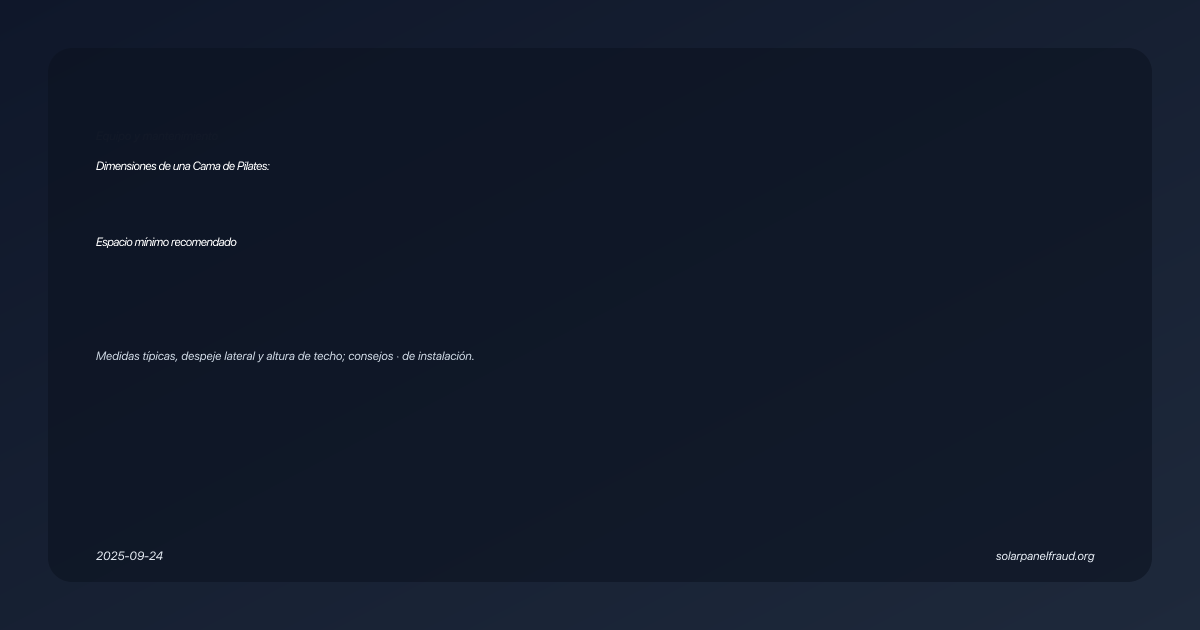 Dimensiones de una Cama de Pilates:
Espacio mínimo recomendado
Medidas típicas, despeje lateral y altura de techo; consejos · de instalación.
2025-09-24
solarpanelfraud.org